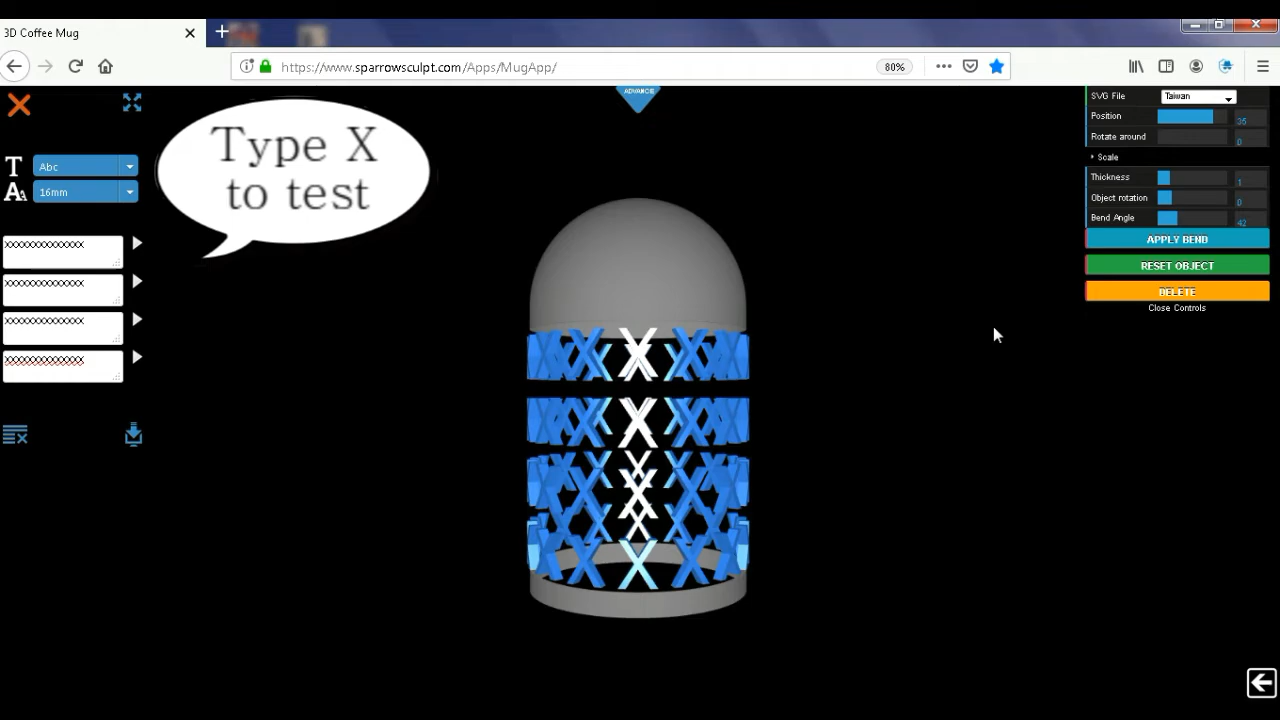 3D Coffee Mug
https://www.sparrowsculpt.com/Apps/MugApp/
80%
ADVANCE
SVG File
Taiwan
Position
35
Rotate around
0
Scale
Thickness
1
Object rotation
0
Bend Angle
42
APPLY BEND
RESET OBJECT
DELETE
Close Controls
Type X
to test
T
Abc
AA
16mm
XXXXXXXXXXXXXX
XXXXXXXXXXXXXX
XXXXXXXXXXXXXX
XXXXXXXXXXXXXX